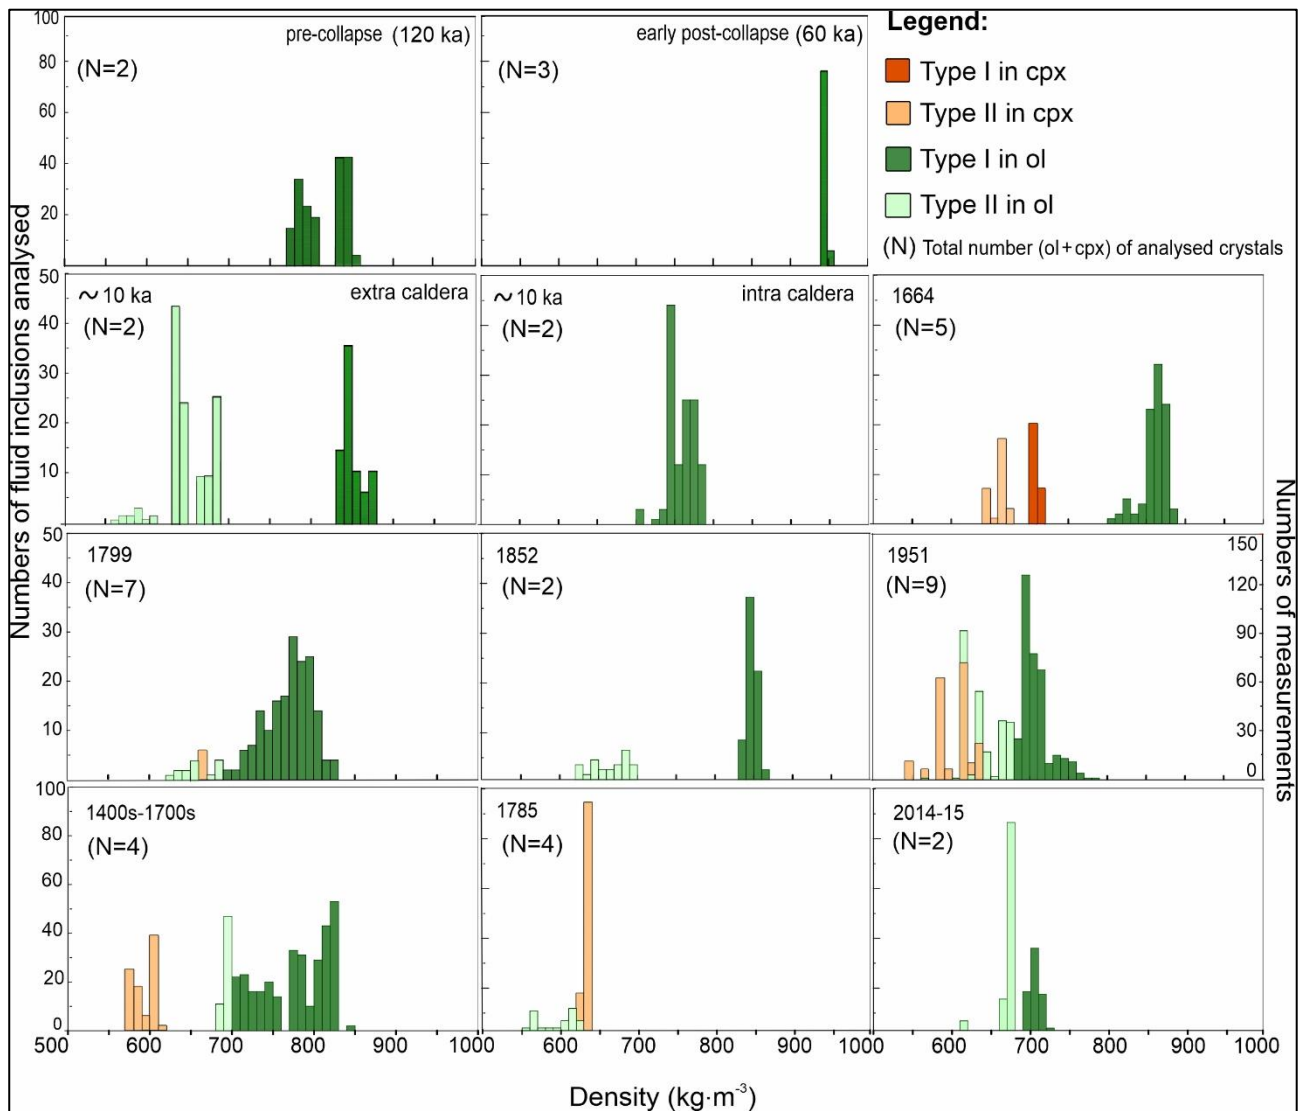 Legend:
Type I in cpx
Type II in cpx
Type I in ol
Type II in ol
(N) Total number (ol+cpx) of analysed crystals
Numbers of fluid inclusions analysed
Numbers of measurements
pre-collapse (120 ka)
(N=2)
100
80
60
40
20
early post-collapse (60 ka)
(N=3)
~ 10 ka
extra caldera
(N=2)
50
40
30
20
10
~ 10 ka
intra caldera
(N=2)
1664
(N=5)
1799
(N=7)
50
40
30
20
10
1852
(N=2)
1951
(N=9)
150
120
90
60
30
0
1400s-1700s
(N=4)
100
80
60
40
20
0
1785
(N=4)
2014-15
(N=2)
500 600 700 800 900 1000 600 700 800 900 1000 600 700 800 900 1000
Density (kg·m⁻³)